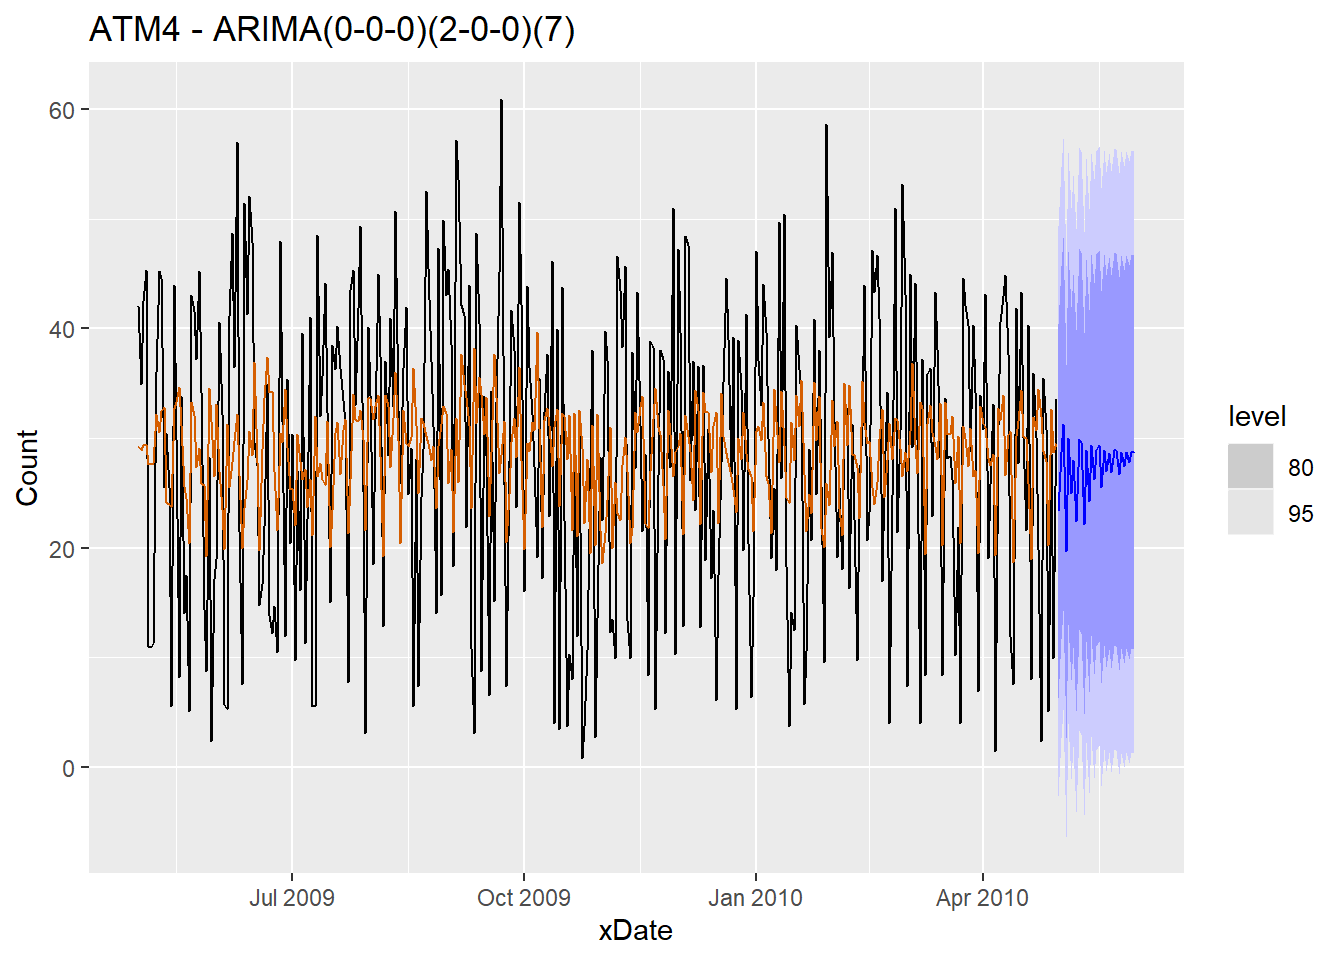 ATM4 - ARIMA(0-0-0)(2-0-0)(7)
Count
60
40
20
0
Jul 2009
Oct 2009
Jan 2010
Apr 2010
xDate
level
80
95